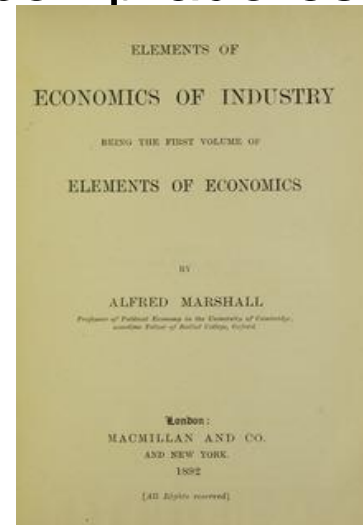 ELEMENTS OF
ECONOMICS OF INDUSTRY
BEING THE FIRST VOLUME OF
ELEMENTS OF ECONOMICS
BY
ALFRED MARSHALL
Professor of Political Economy in the University of Cambridge,
sometime Fellow of Balliol College, Oxford.
London:
MACMILLAN AND CO.
AND NEW YORK.
1892
[All Rights reserved]